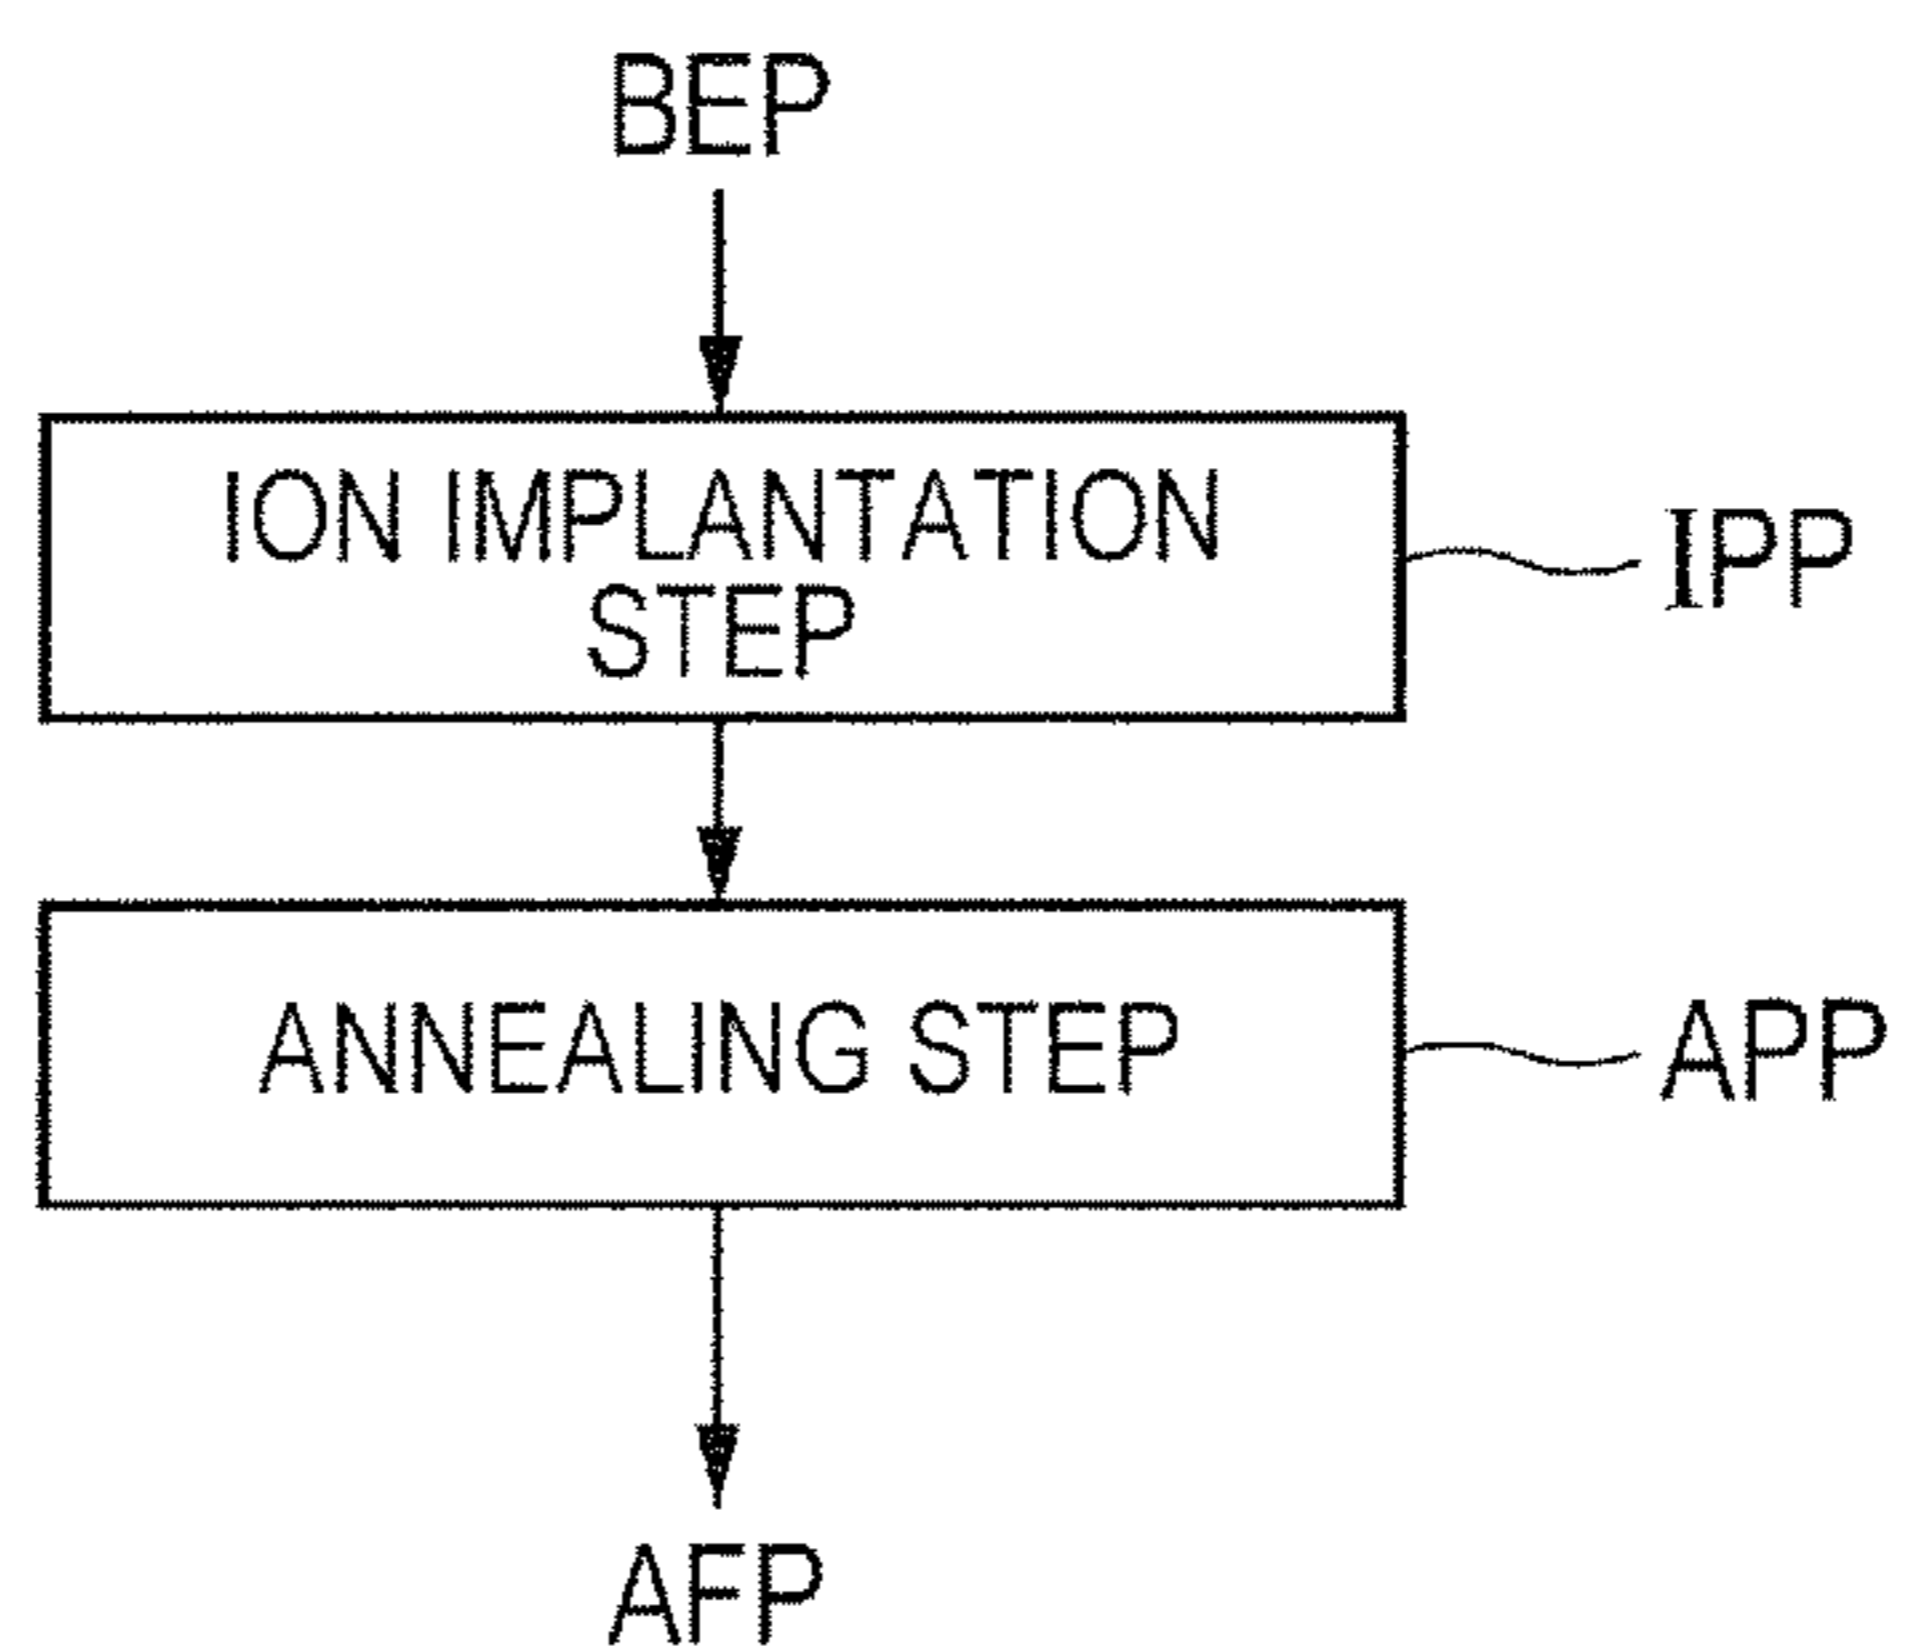 BEP
ION IMPLANTATION
STEP
IPP
ANNEALING STEP
APP
AFP